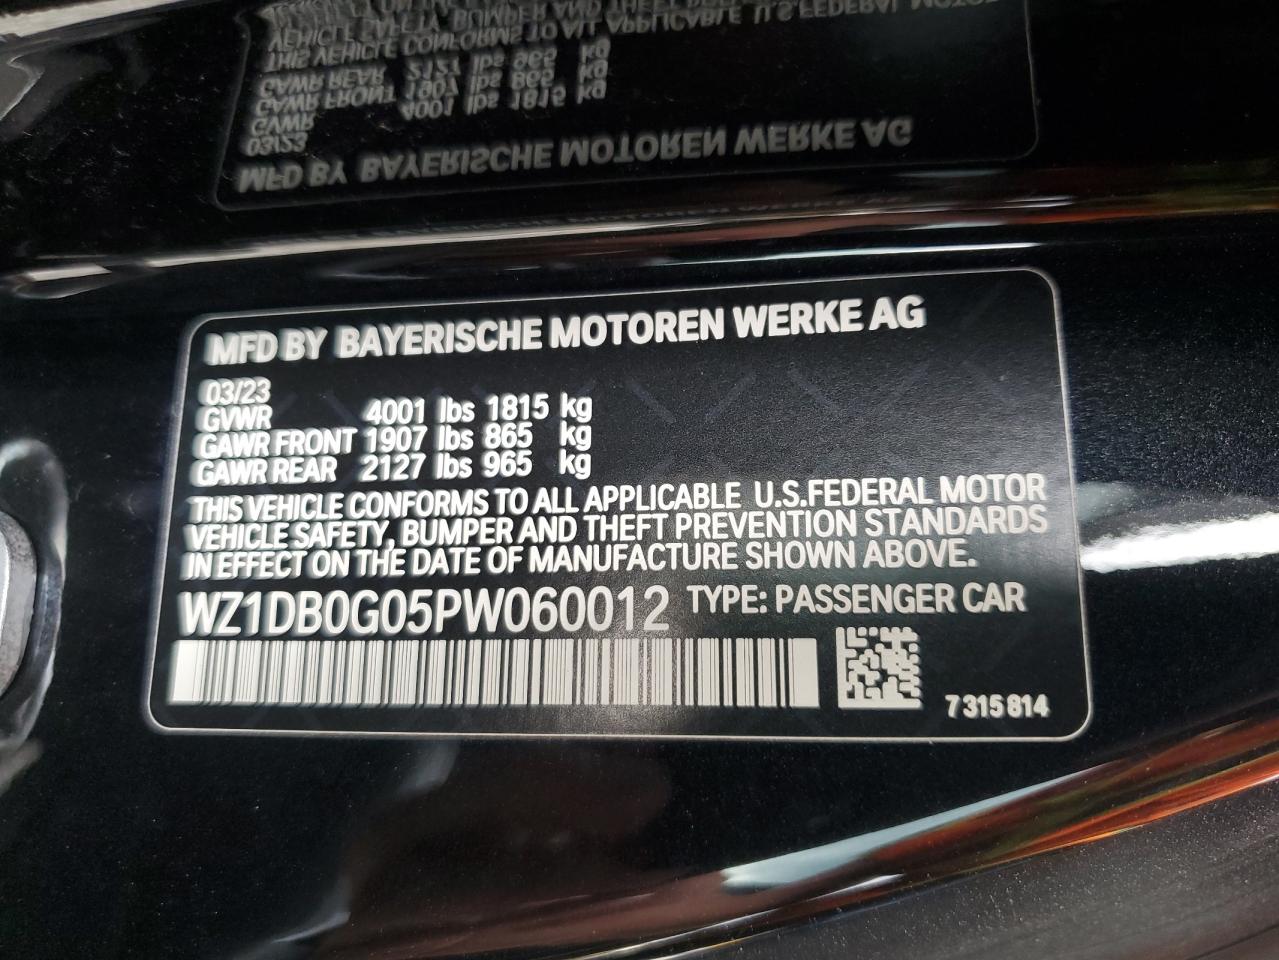 MFD BY BAYERISCHE MOTOREN WERKE AG
03/23
GVWR 4001 lbs 1815 kg
GAWR FRONT 1907 lbs 865 kg
GAWR REAR 2127 lbs 965 kg
THIS VEHICLE CONFORMS TO ALL APPLICABLE U.S.FEDERAL MOTOR
VEHICLE SAFETY, BUMPER AND THEFT PREVENTION STANDARDS
IN EFFECT ON THE DATE OF MANUFACTURE SHOWN ABOVE.
WZ1DB0G05PW060012 TYPE: PASSENGER CAR
7 315 814